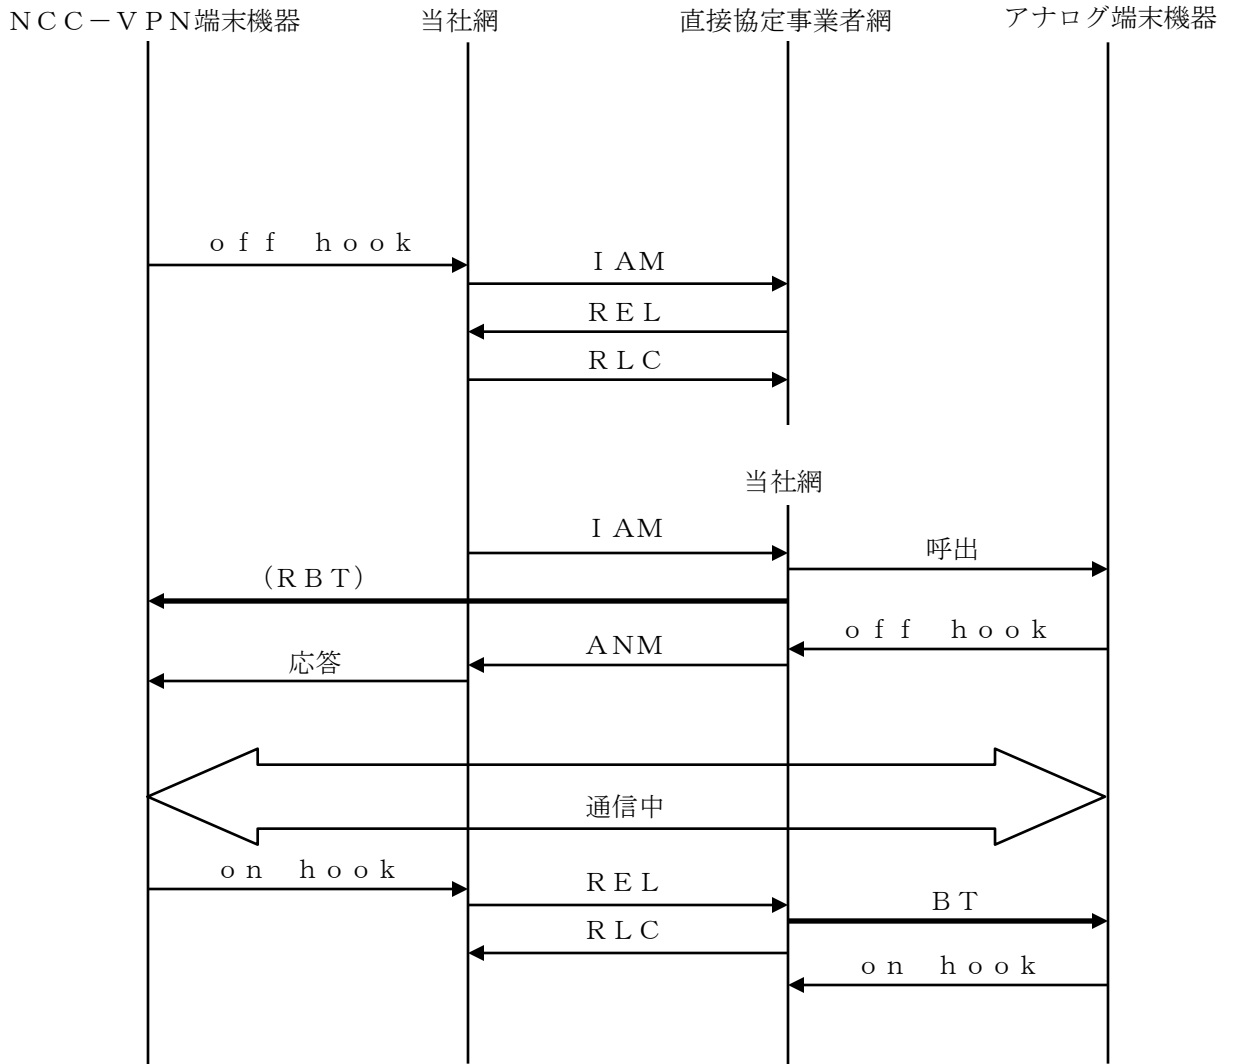 ＮＣＣ－ＶＰＮ端末機器
当社網
直接協定事業者網
アナログ端末機器
ｏｆｆ　ｈｏｏｋ
ＩＡＭ
ＲＥＬ
ＲＬＣ
当社網
ＩＡＭ
呼出
（ＲＢＴ）
ｏｆｆ　ｈｏｏｋ
ＡＮＭ
応答
通信中
ｏｎ　ｈｏｏｋ
ＲＥＬ
ＢＴ
ＲＬＣ
ｏｎ　ｈｏｏｋ